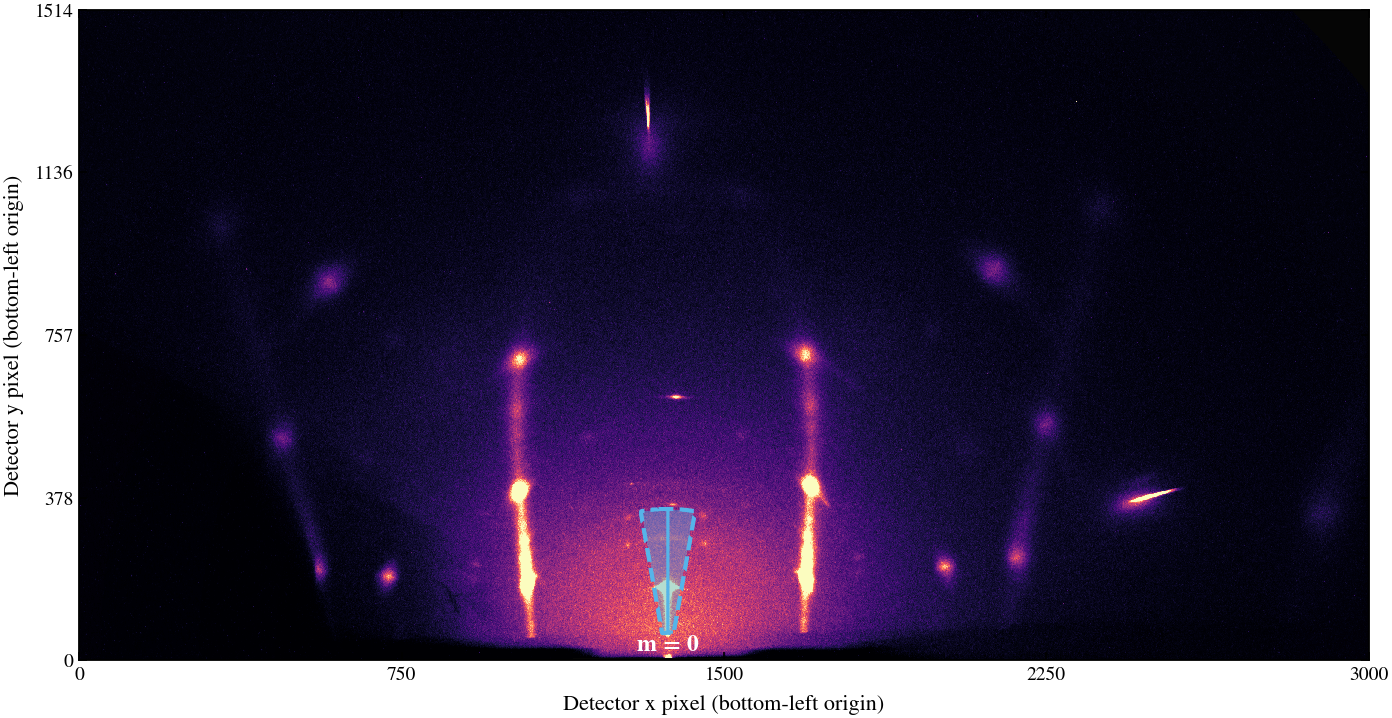 1514
1136
757
378
0
Detector y pixel (bottom-left origin)
m = 0
0 750 1500 2250 3000
Detector x pixel (bottom-left origin)